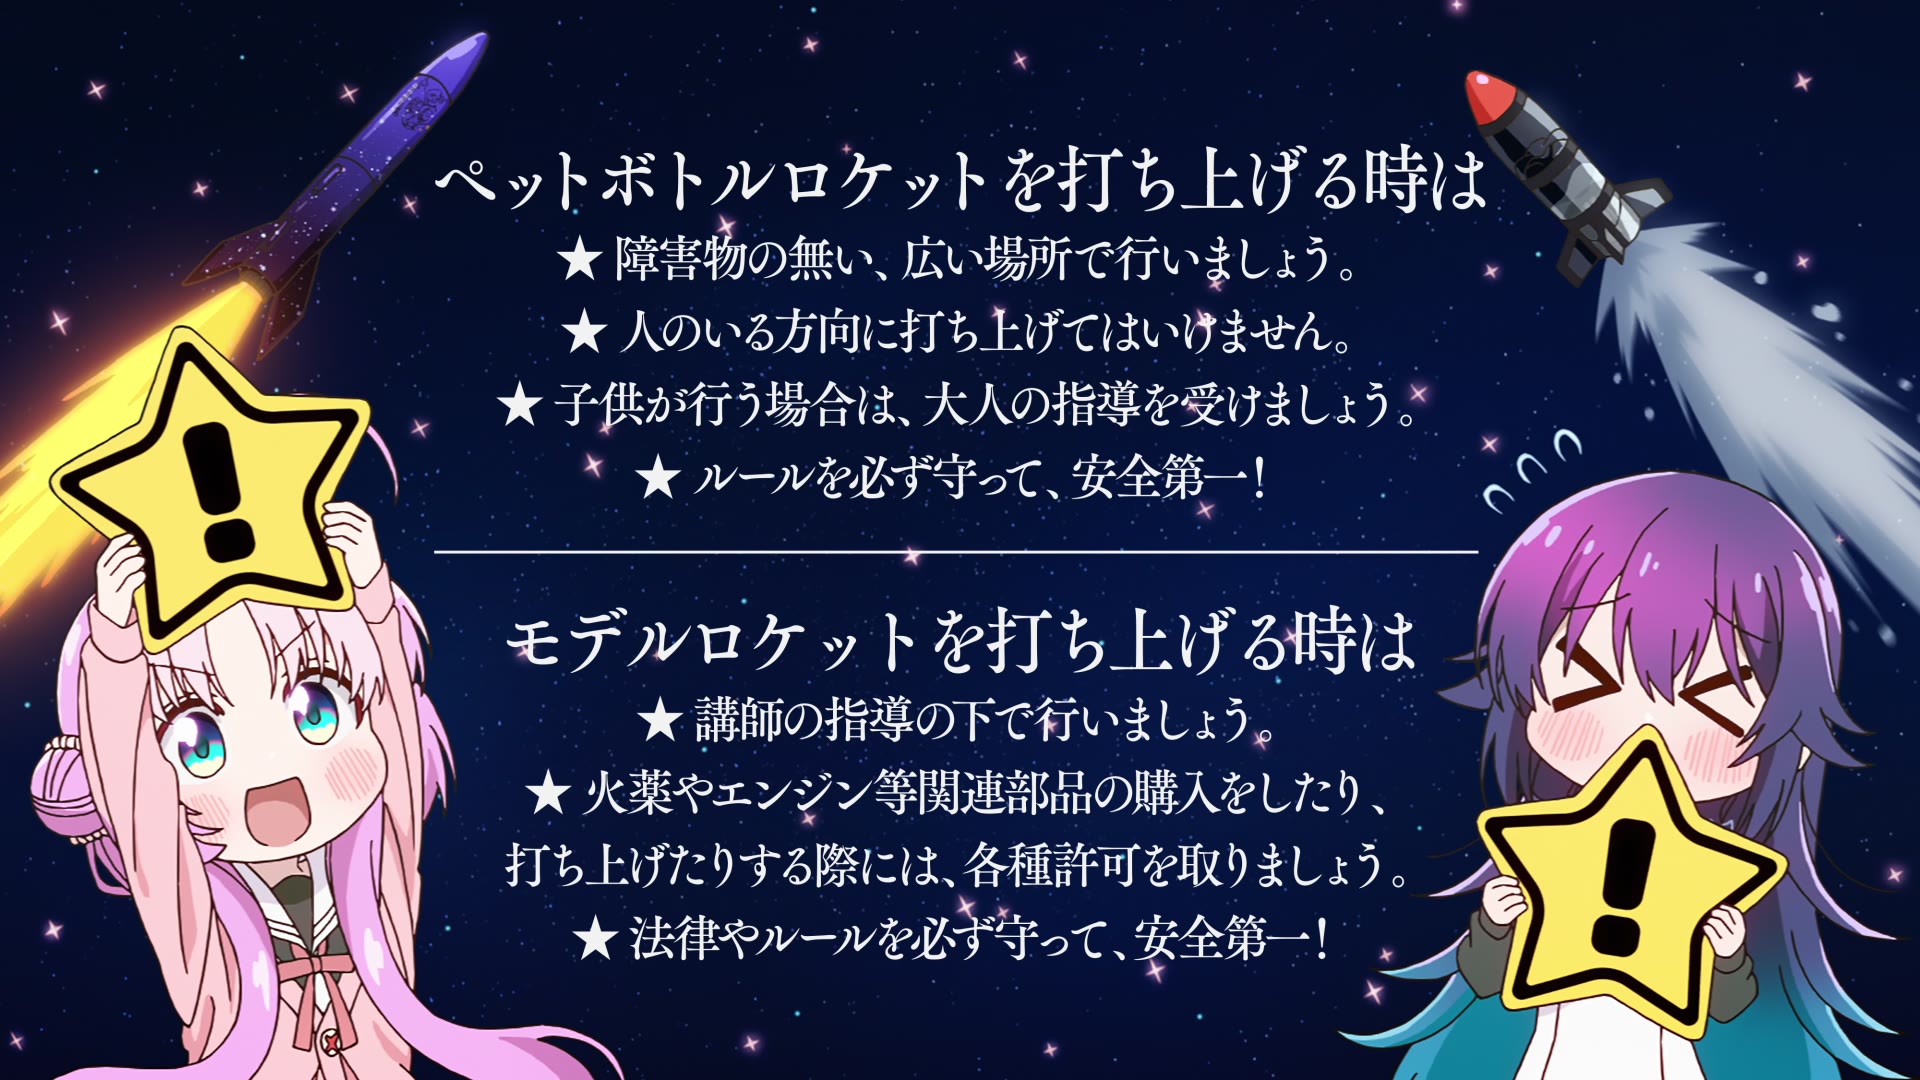 ペットボトルロケットを打ち上げる時は
★ 障害物の無い、広い場所で行いましょう。
★ 人のいる方向に打ち上げてはいけません。
★ 子供が行う場合は、大人の指導を受けましょう。
★ ルールを必ず守って、安全第一！
モデルロケットを打ち上げる時は
★ 講師の指導の下で行いましょう。
★ 火薬やエンジン等関連部品の購入をしたり、
打ち上げたりする際には、各種許可を取りましょう。
★ 法律やルールを必ず守って、安全第一！